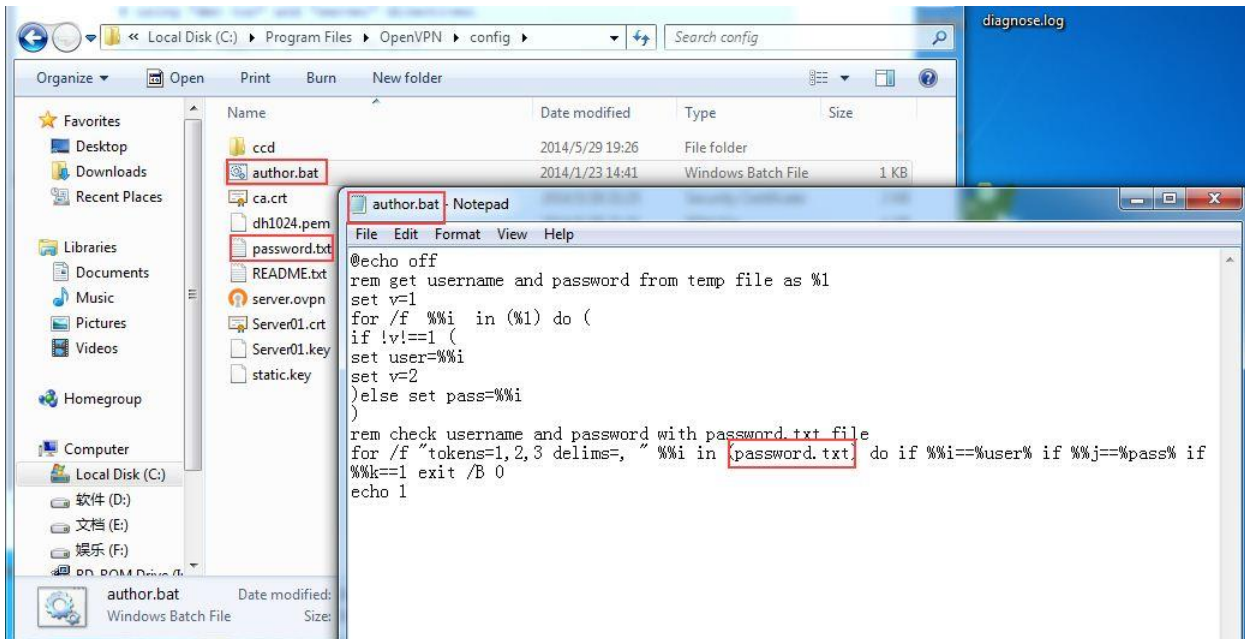 diagnose.log
« Local Disk (C:) ▸ Program Files ▸ OpenVPN ▸ config ▸
Search config
Organize ▾
Open
Print
Burn
New folder
Name
Date modified
Type
Size
Favorites
Desktop
Downloads
Recent Places
Libraries
Documents
Music
Pictures
Videos
Homegroup
Computer
Local Disk (C:)
软件 (D:)
文档 (E:)
娱乐 (F:)
ccd 2014/5/29 19:26 File folder
author.bat 2014/1/23 14:41 Windows Batch File 1 KB
ca.crt
dh1024.pem
password.txt
README.txt
server.ovpn
Server01.crt
Server01.key
static.key
author.bat - Notepad
File Edit Format View Help
@echo off
rem get username and password from temp file as %1
set v=1
for /f %%i in (%1) do (
if !v!==1 (
set user=%%i
set v=2
)else set pass=%%i
)
rem check username and password with password.txt file
for /f "tokens=1,2,3 delims=, " %%i in (password.txt) do if %%i==%user% if %%j==%pass% if
%%k==1 exit /B 0
echo 1
author.bat
Date modified:
Windows Batch File
Size: